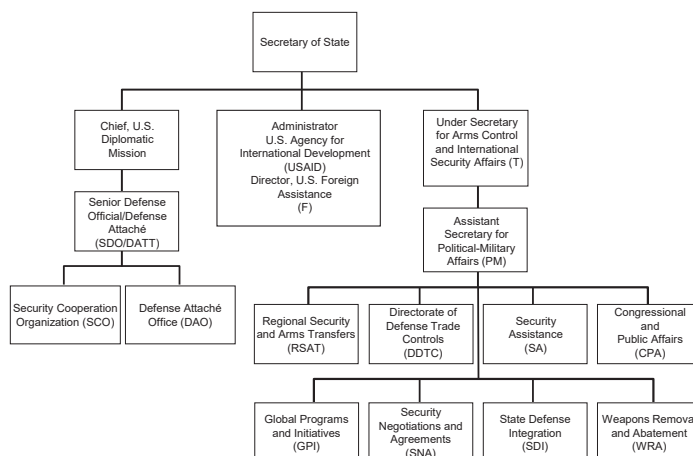 Secretary of State
Chief, U.S.
Diplomatic
Mission
Administrator
U.S. Agency for
International Development
(USAID)
Director, U.S. Foreign
Assistance
(F)
Under Secretary
for Arms Control
and International
Security Affairs (T)
Senior Defense
Official/Defense
Attaché
(SDO/DATT)
Assistant
Secretary for
Political-Military
Affairs (PM)
Security Cooperation
Organization (SCO)
Defense Attaché
Office (DAO)
Regional Security
and Arms Transfers
(RSAT)
Directorate of
Defense Trade
Controls
(DDTC)
Security
Assistance
(SA)
Congressional
and
Public Affairs
(CPA)
Global Programs
and Initiatives
(GPI)
Security
Negotiations and
Agreements
(SNA)
State Defense
Integration
(SDI)
Weapons Removal
and Abatement
(WRA)